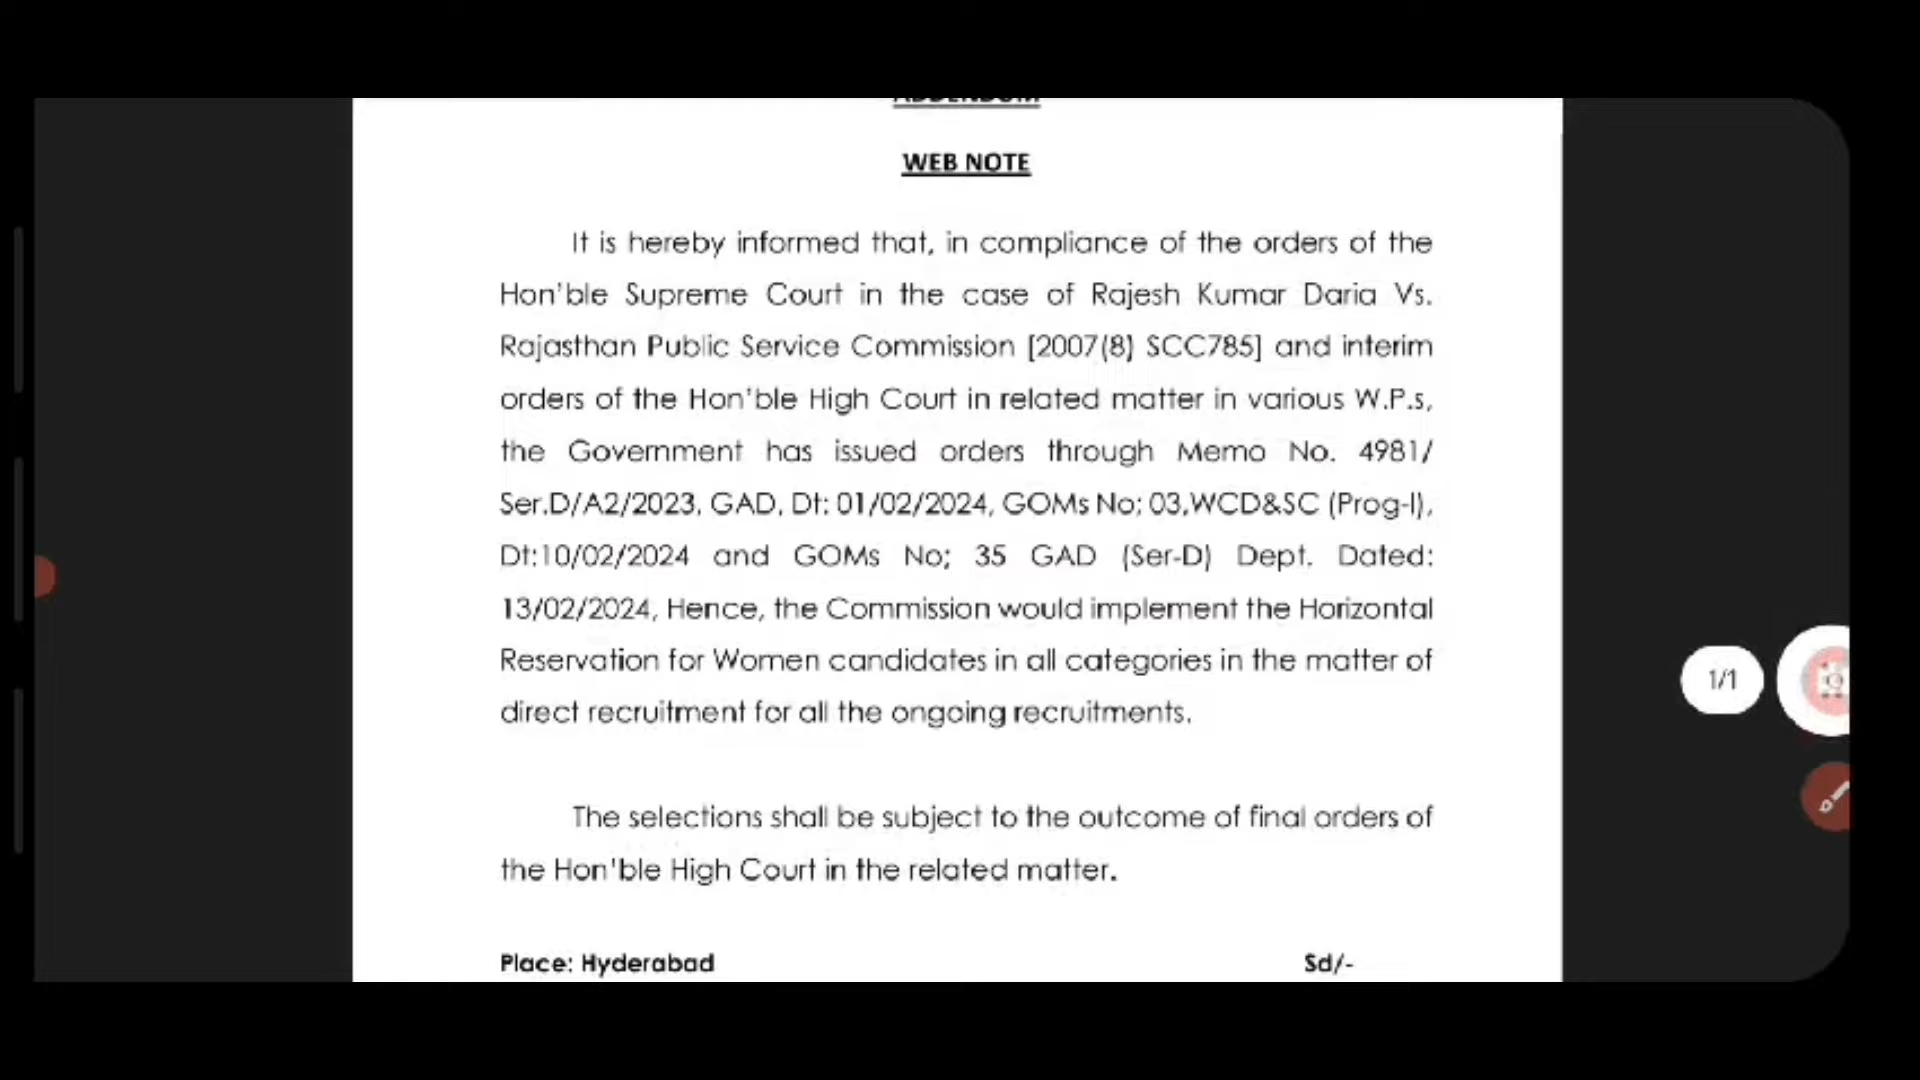 ADDENDUM
WEB NOTE
It is hereby informed that, in compliance of the orders of the
Hon'ble Supreme Court in the case of Rajesh Kumar Daria Vs.
Rajasthan Public Service Commission [2007(8) SCC785] and interim
orders of the Hon'ble High Court in related matter in various W.P.s,
the Government has issued orders through Memo No. 4981/
Ser.D/A2/2023, GAD, Dt: 01/02/2024, GOMs No; 03,WCD&SC (Prog-I),
Dt:10/02/2024 and GOMs No; 35 GAD (Ser-D) Dept. Dated:
13/02/2024, Hence, the Commission would implement the Horizontal
Reservation for Women candidates in all categories in the matter of
direct recruitment for all the ongoing recruitments.
The selections shall be subject to the outcome of final orders of
the Hon'ble High Court in the related matter.
Place: Hyderabad Sd/-
1/1